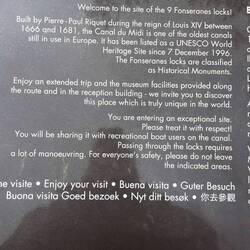 Welcome to the site of the 9 Fonseranes locks!
Built by Pierre-Paul Riquet during the reign of Louis XIV between
1666 and 1681, the Canal du Midi is one of the oldest canals
still in use in Europe. It has been listed as a UNESCO World
Heritage Site since 7 December 1996.
The Fonseranes locks are classified
as Historical Monuments.
Enjoy an extended trip and the museum facilities provided along
the route and in the reception building - we invite you to discover
this place which is truly unique in the world.
You are entering an exceptional site.
Please treat it with respect!
You will be sharing it with recreational boat users on the canal.
Passing through the locks requires
a lot of manoeuvring. For everyone's safety, please do not leave
the indicated areas.
ne visite • Enjoy your visit • Buena visita • Guter Besuch
Buona visita Goed bezoek • Nyt ditt besøk • 你去參觀